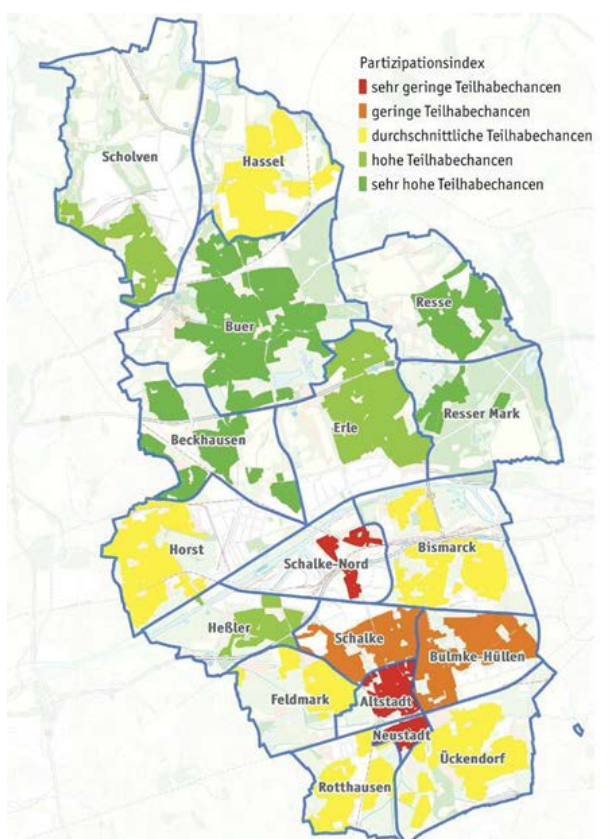 Partizipationsindex
sehr geringe Teilhabechancen
geringe Teilhabechancen
durchschnittliche Teilhabechancen
hohe Teilhabechancen
sehr hohe Teilhabechancen
Scholven
Hassel
Buer
Resse
Resser Mark
Erle
Beckhausen
Horst
Schalke-Nord
Bismarck
Heßler
Schalke
Bulmke-Hüllen
Feldmark
Altstadt
Neustadt
Ückendorf
Rotthausen